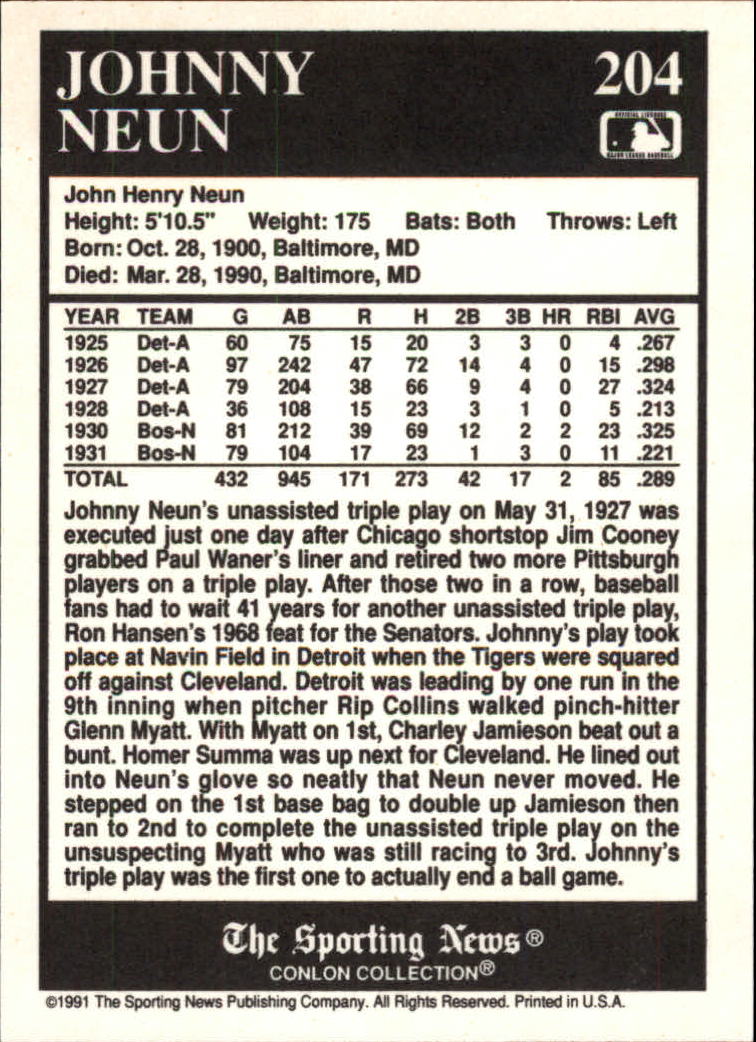 JOHNNY 204
NEUN
OFFICIAL LICENSEE
MAJOR LEAGUE BASEBALL
John Henry Neun
Height: 5'10.5" Weight: 175 Bats: Both Throws: Left
Born: Oct. 28, 1900, Baltimore, MD
Died: Mar. 28, 1990, Baltimore, MD
YEAR TEAM G AB R H 2B 3B HR RBI AVG
1925 Det-A 60 75 15 20 3 3 0 4 .267
1926 Det-A 97 242 47 72 14 4 0 15 .298
1927 Det-A 79 204 38 66 9 4 0 27 .324
1928 Det-A 36 108 15 23 3 1 0 5 .213
1930 Bos-N 81 212 39 69 12 2 2 23 .325
1931 Bos-N 79 104 17 23 1 3 0 11 .221
TOTAL 432 945 171 273 42 17 2 85 .289
Johnny Neun's unassisted triple play on May 31, 1927 was
executed just one day after Chicago shortstop Jim Cooney
grabbed Paul Waner's liner and retired two more Pittsburgh
players on a triple play. After those two in a row, baseball
fans had to wait 41 years for another unassisted triple play,
Ron Hansen's 1968 feat for the Senators. Johnny's play took
place at Navin Field in Detroit when the Tigers were squared
off against Cleveland. Detroit was leading by one run in the
9th inning when pitcher Rip Collins walked pinch-hitter
Glenn Myatt. With Myatt on 1st, Charley Jamieson beat out a
bunt. Homer Summa was up next for Cleveland. He lined out
into Neun's glove so neatly that Neun never moved. He
stepped on the 1st base bag to double up Jamieson then
ran to 2nd to complete the unassisted triple play on the
unsuspecting Myatt who was still racing to 3rd. Johnny's
triple play was the first one to actually end a ball game.
The Sporting News®
CONLON COLLECTION®
©1991 The Sporting News Publishing Company. All Rights Reserved. Printed in U.S.A.